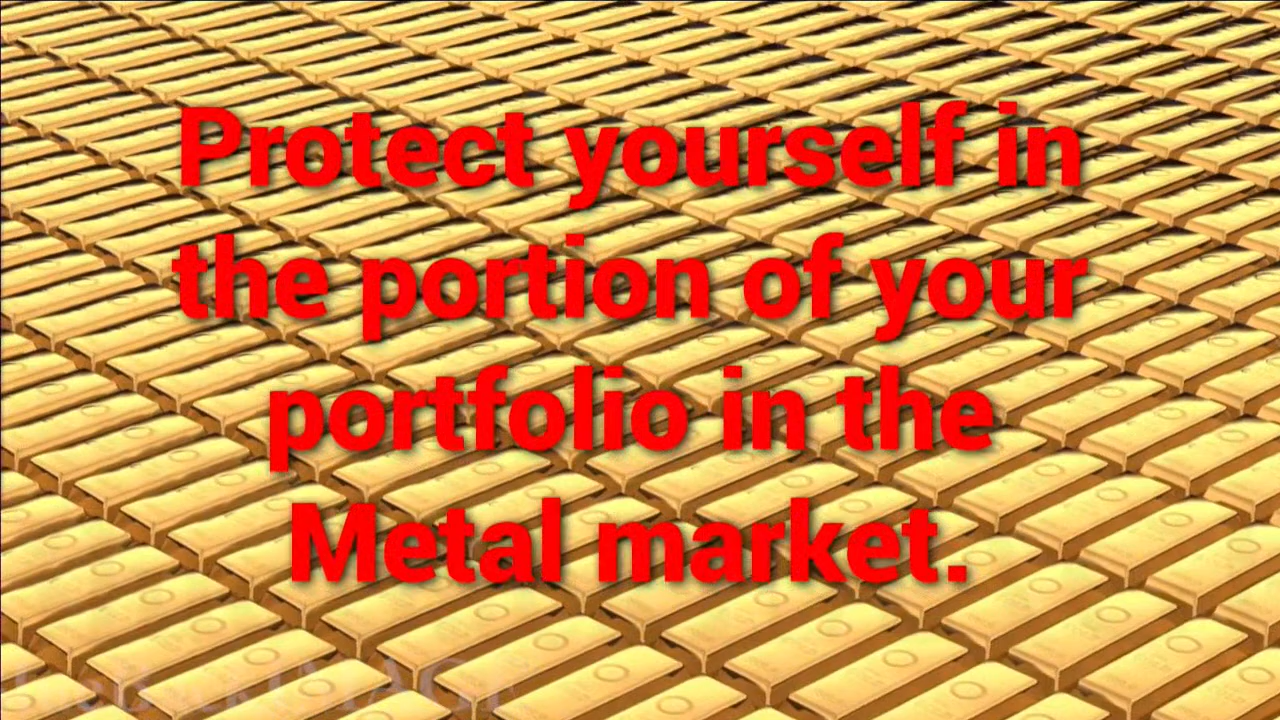 Protect yourself in
the portion of your
portfolio in the
Metal market.